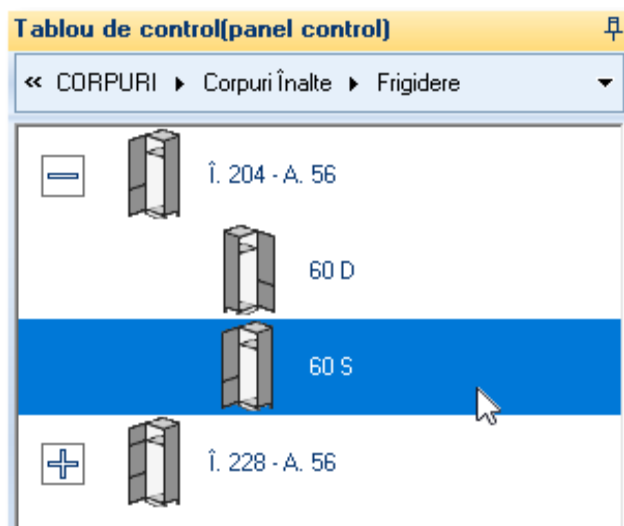 Tablou de control(panel control)
« CORPURI ▸ Corpuri Înalte ▸ Frigidere
Î. 204 - A. 56
60 D
60 S
Î. 228 - A. 56